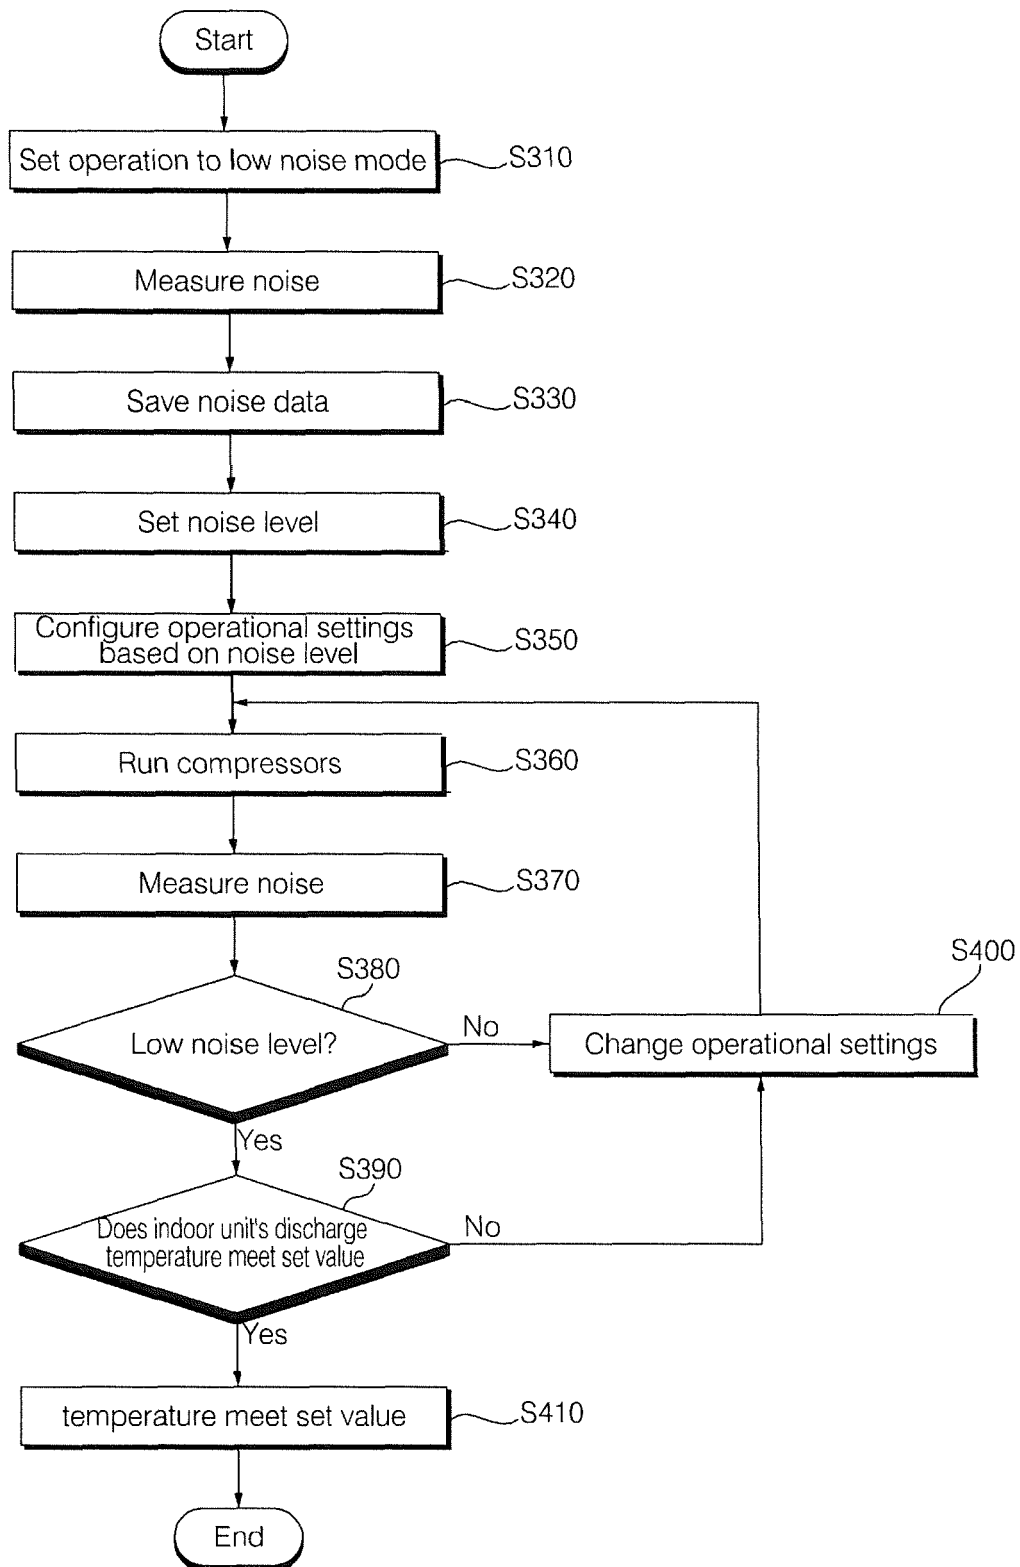 Start
Set operation to low noise mode
S310
Measure noise
S320
Save noise data
S330
Set noise level
S340
Configure operational settings
based on noise level
S350
Run compressors
S360
Measure noise
S370
S380
Low noise level?
No
S400
Change operational settings
Yes
S390
Does indoor unit's discharge
temperature meet set value
No
Yes
temperature meet set value
S410
End